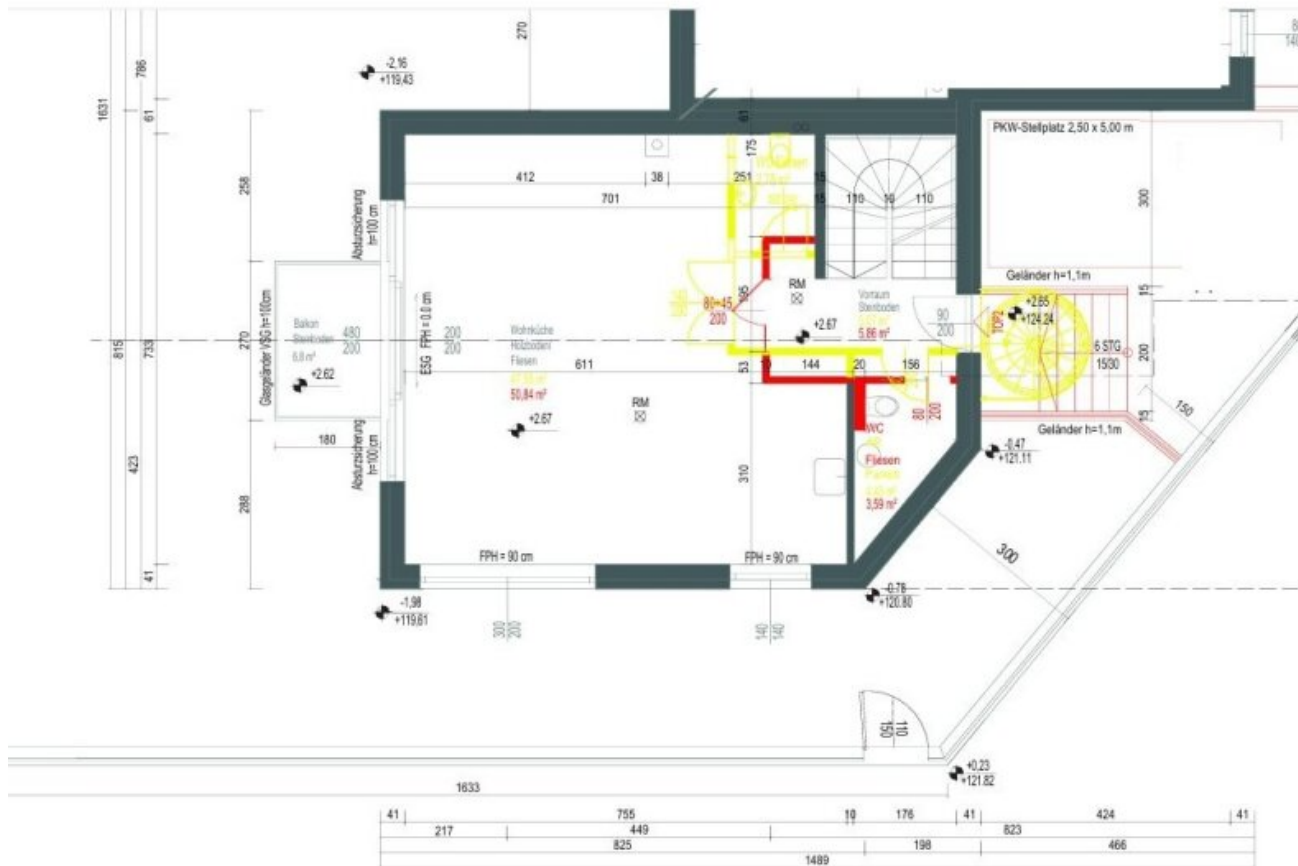 270
-2,16
+119,43
786
1631
61
61
PKW-Stellplatz 2,50 x 5,00 m
175
412
38
251
15
258
701
15
110
16
110
300
Absturzsicherung
h=100 cm
Geländer h=1,1m
15
RM
+2.65
+124.24
80+45
200
195
Vorraum
Steinboden
5,86 m²
90
200
TOP2
Glasgeländer VSG h=100cm
Balkon
Steinboden
6,8 m²
480
200
ESG FPH = 0.0 cm
200
200
Wohnküche
Holzboden/
Fliesen
50,84 m²
+2.67
6 STG
15/30
200
815
733
270
+2.62
611
53
144
20
156
RM
+2.67
80
200
15
150
180
WC
Fliesen
3,59 m²
Geländer h=1,1m
-0.47
+121.11
423
Absturzsicherung
h=100 cm
310
288
300
FPH = 90 cm
FPH = 90 cm
41
-0.78
+120.80
-1,98
+119,61
300
200
140
140
150
110
+0.23
+121.82
1633
41
755
10
176
41
424
41
217
449
823
825
198
466
1489